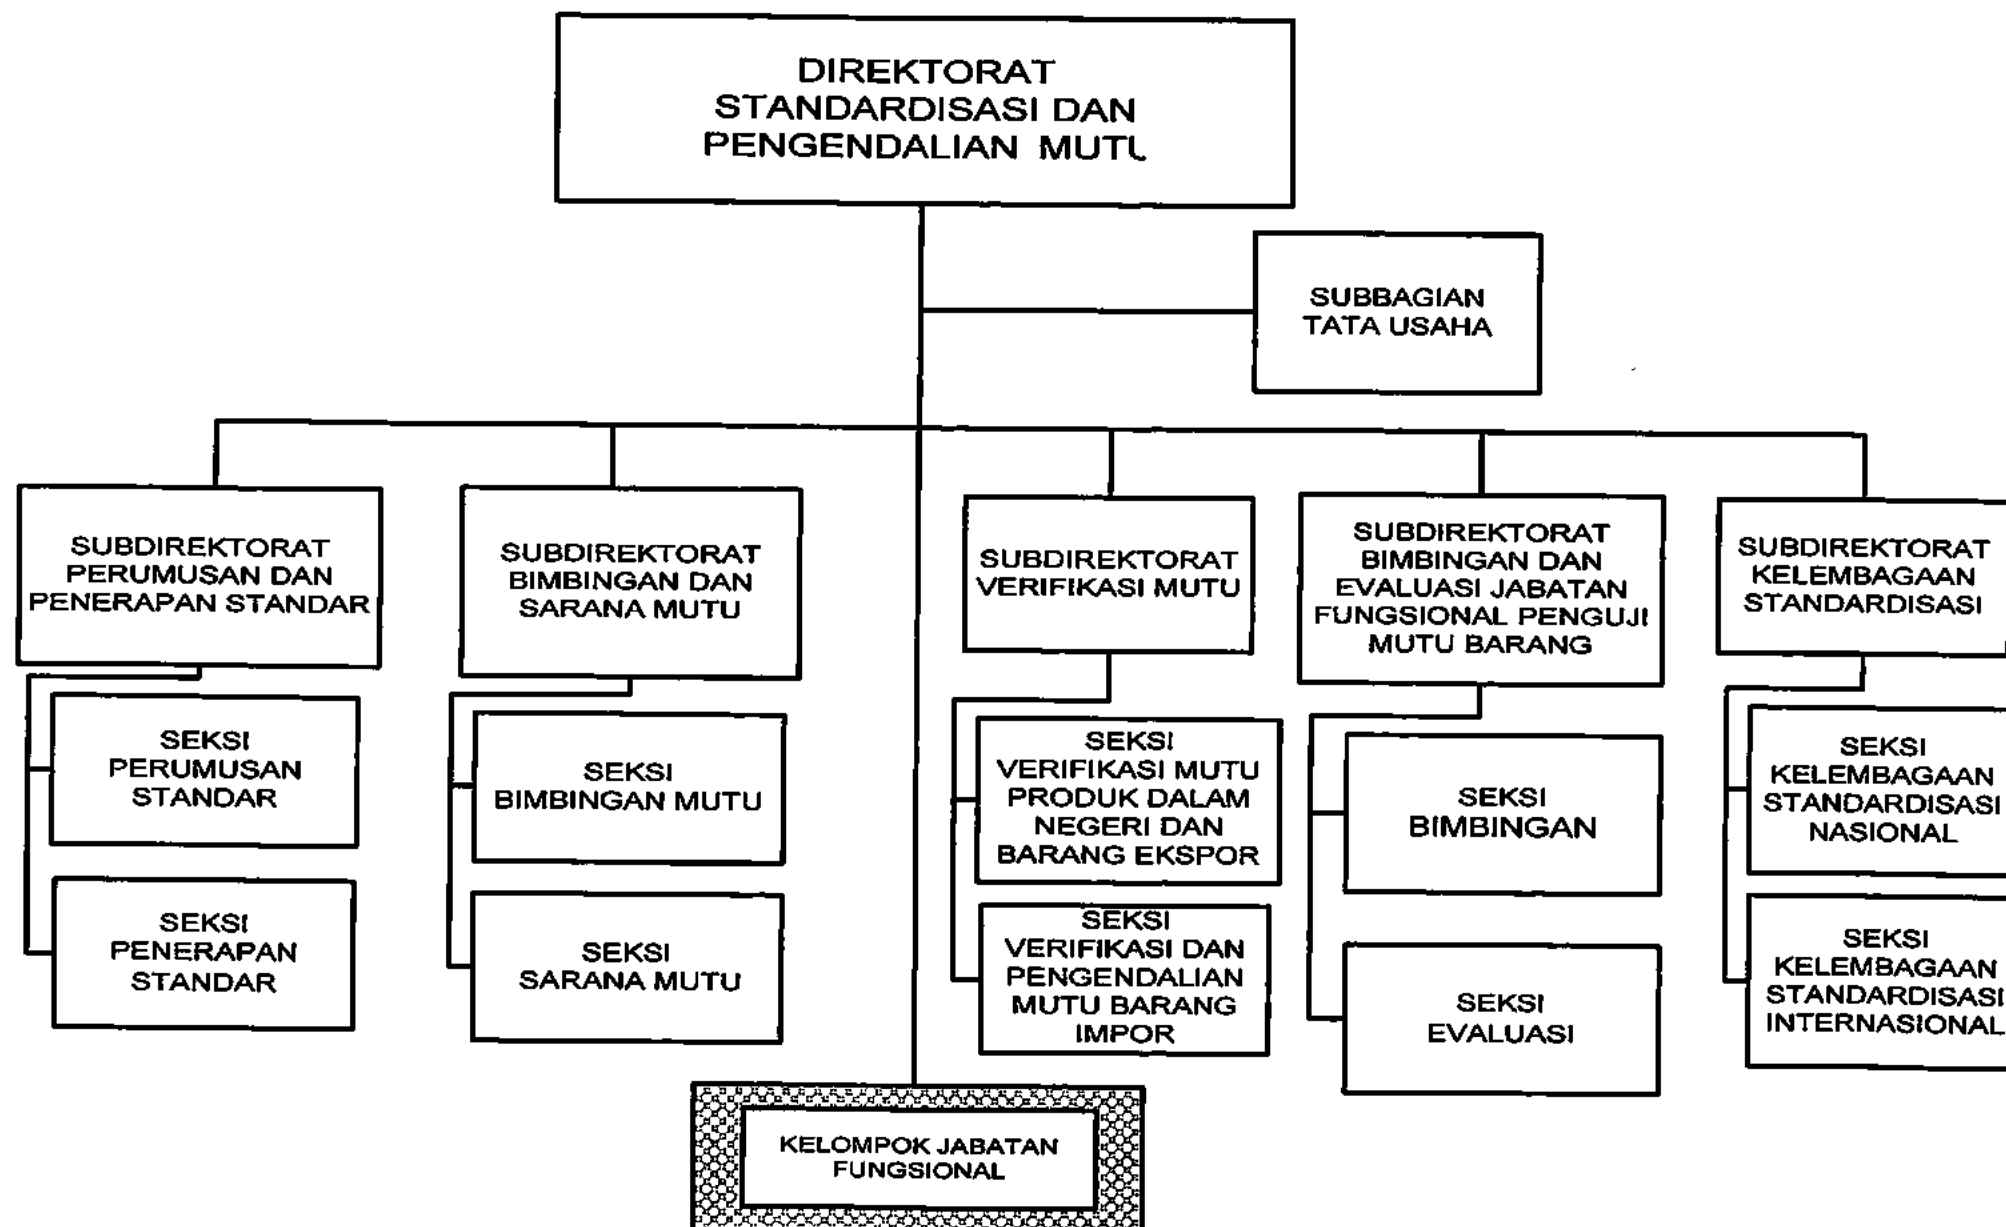 DIREKTORAT
STANDARDISASI DAN
PENGENDALIAN MUTU
SUBBAGIAN
TATA USAHA
SUBDIREKTORAT
PERUMUSAN DAN
PENERAPAN STANDAR
SUBDIREKTORAT
BIMBINGAN DAN
SARANA MUTU
SUBDIREKTORAT
VERIFIKASI MUTU
SUBDIREKTORAT
BIMBINGAN DAN
EVALUASI JABATAN
FUNGSIONAL PENGUJI
MUTU BARANG
SUBDIREKTORAT
KELEMBAGAAN
STANDARDISASI
SEKSI
PERUMUSAN
STANDAR
SEKSI
BIMBINGAN MUTU
SEKSI
VERIFIKASI MUTU
PRODUK DALAM
NEGERI DAN
BARANG EKSPOR
SEKSI
BIMBINGAN
SEKSI
KELEMBAGAAN
STANDARDISASI
NASIONAL
SEKSI
PENERAPAN
STANDAR
SEKSI
SARANA MUTU
SEKSI
VERIFIKASI DAN
PENGENDALIAN
MUTU BARANG
IMPOR
SEKSI
EVALUASI
SEKSI
KELEMBAGAAN
STANDARDISASI
INTERNASIONAL
KELOMPOK JABATAN
FUNGSIONAL